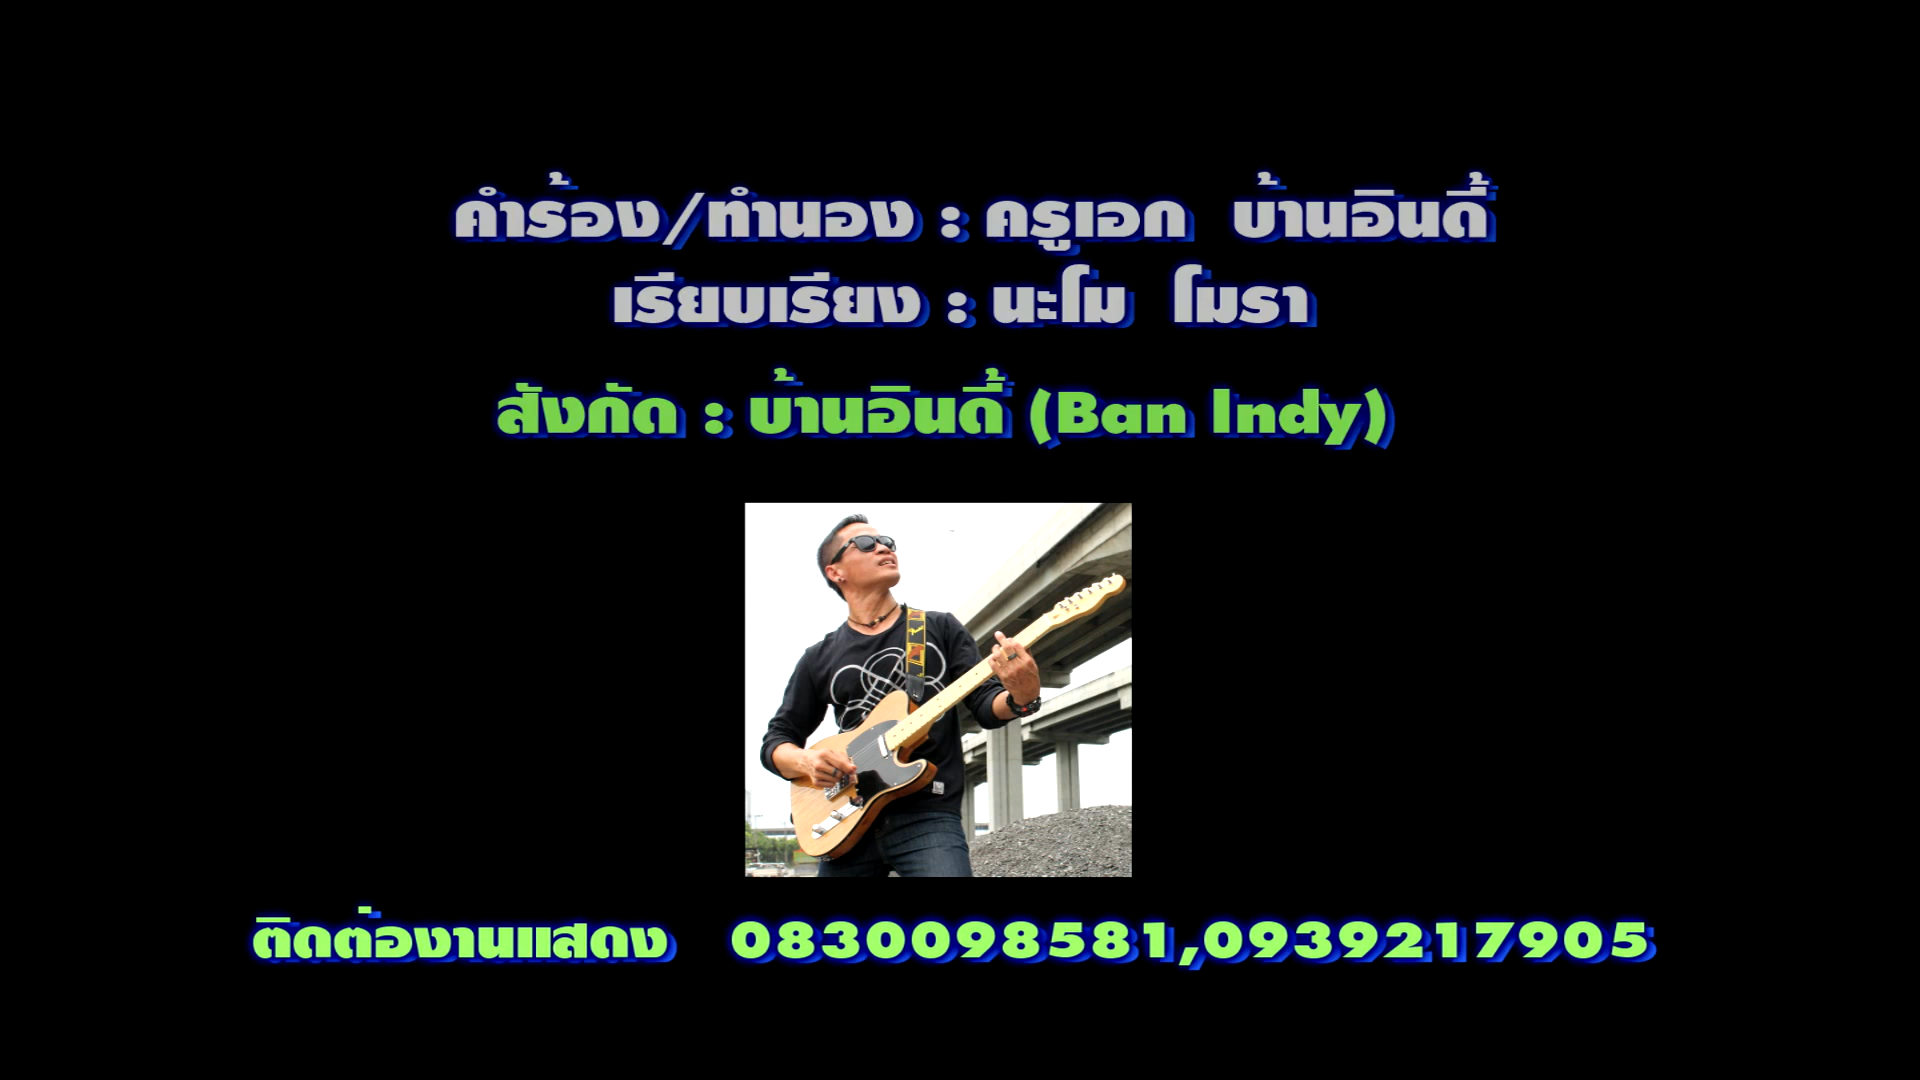 คำร้อง/ทำนอง : ครูเอก บ้านอินดี้
เรียบเรียง : นะโม โมรา
สังกัด : บ้านอินดี้ (Ban Indy)
ติดต่องานแสดง 0830098581,0939217905